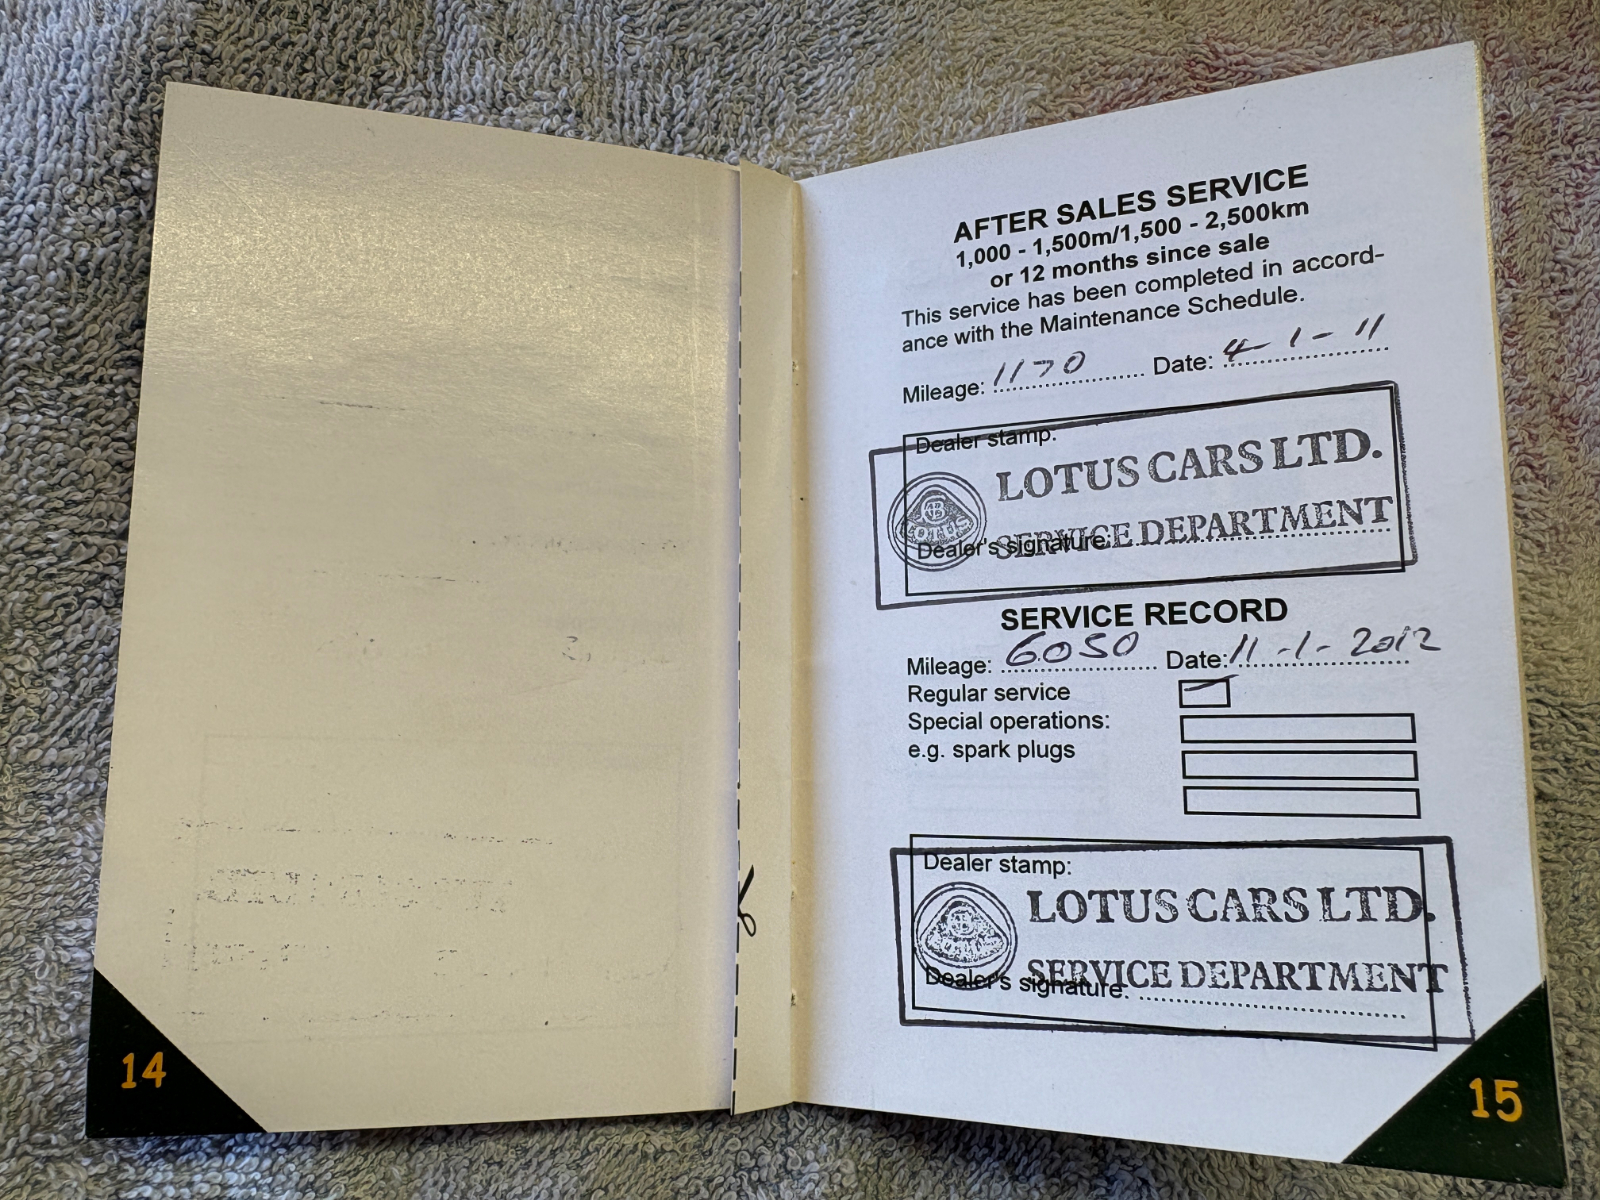 AFTER SALES SERVICE
1,000 - 1,500m/1,500 - 2,500km
or 12 months since sale
This service has been completed in accord-
ance with the Maintenance Schedule.
Mileage: 1170 Date: 4-1-11
Dealer stamp:
LOTUS CARS LTD.
LOTUS
SERVICE DEPARTMENT
Dealer's signature:
SERVICE RECORD
Mileage: 6050 Date: 11-1-2012
Regular service
Special operations:
e.g. spark plugs
Dealer stamp:
LOTUS CARS LTD.
LOTUS
SERVICE DEPARTMENT
Dealer's signature:
14
15